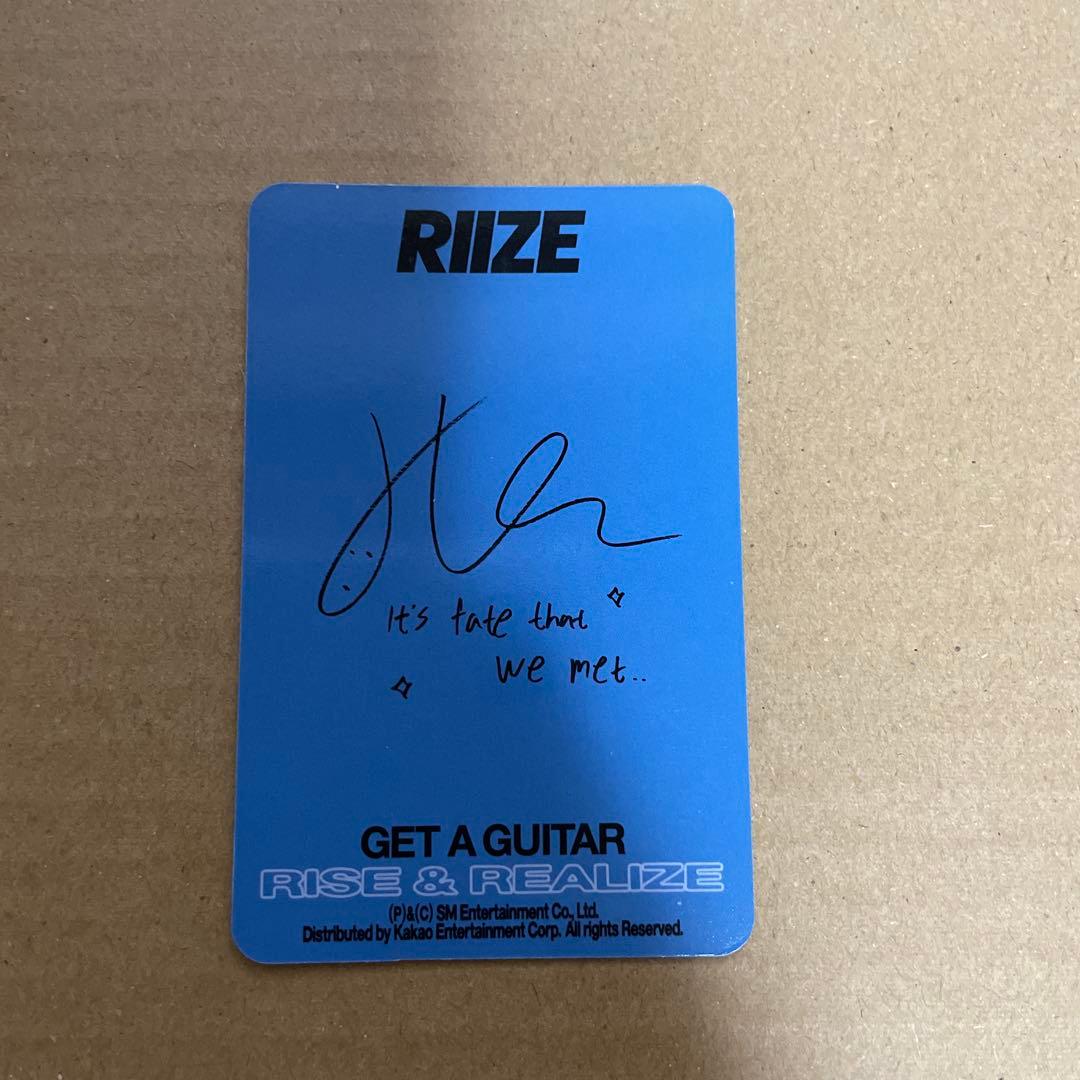 RIIZE
It's fate that
we met..
GET A GUITAR
RISE & REALIZE
(P)&(C) SM Entertainment Co., Ltd.
Distributed by Kakao Entertainment Corp. All rights Reserved.